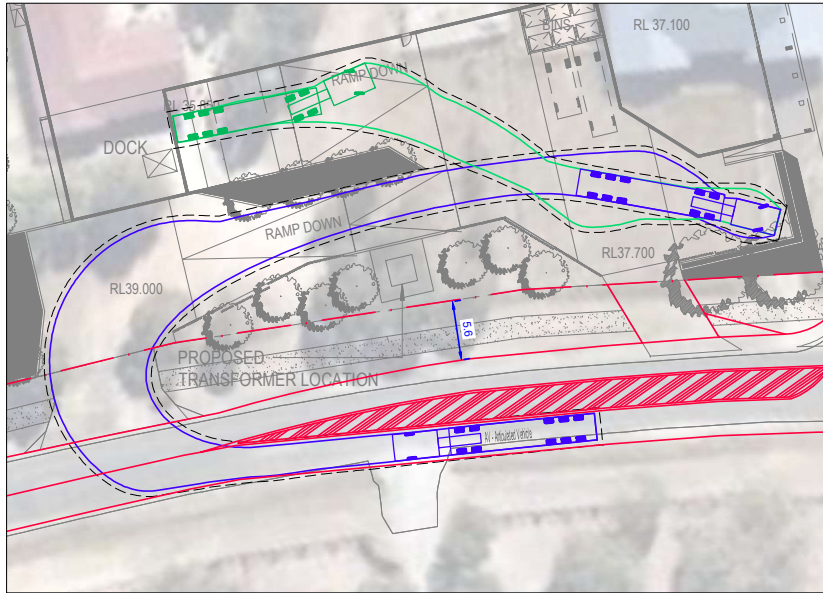 BINS
RL 37.100
RAMP DOWN
DOCK
RAMP DOWN
RL37.700
RL39.000
5.6
PROPOSED
TRANSFORMER LOCATION
AV - Articulated Vehicle